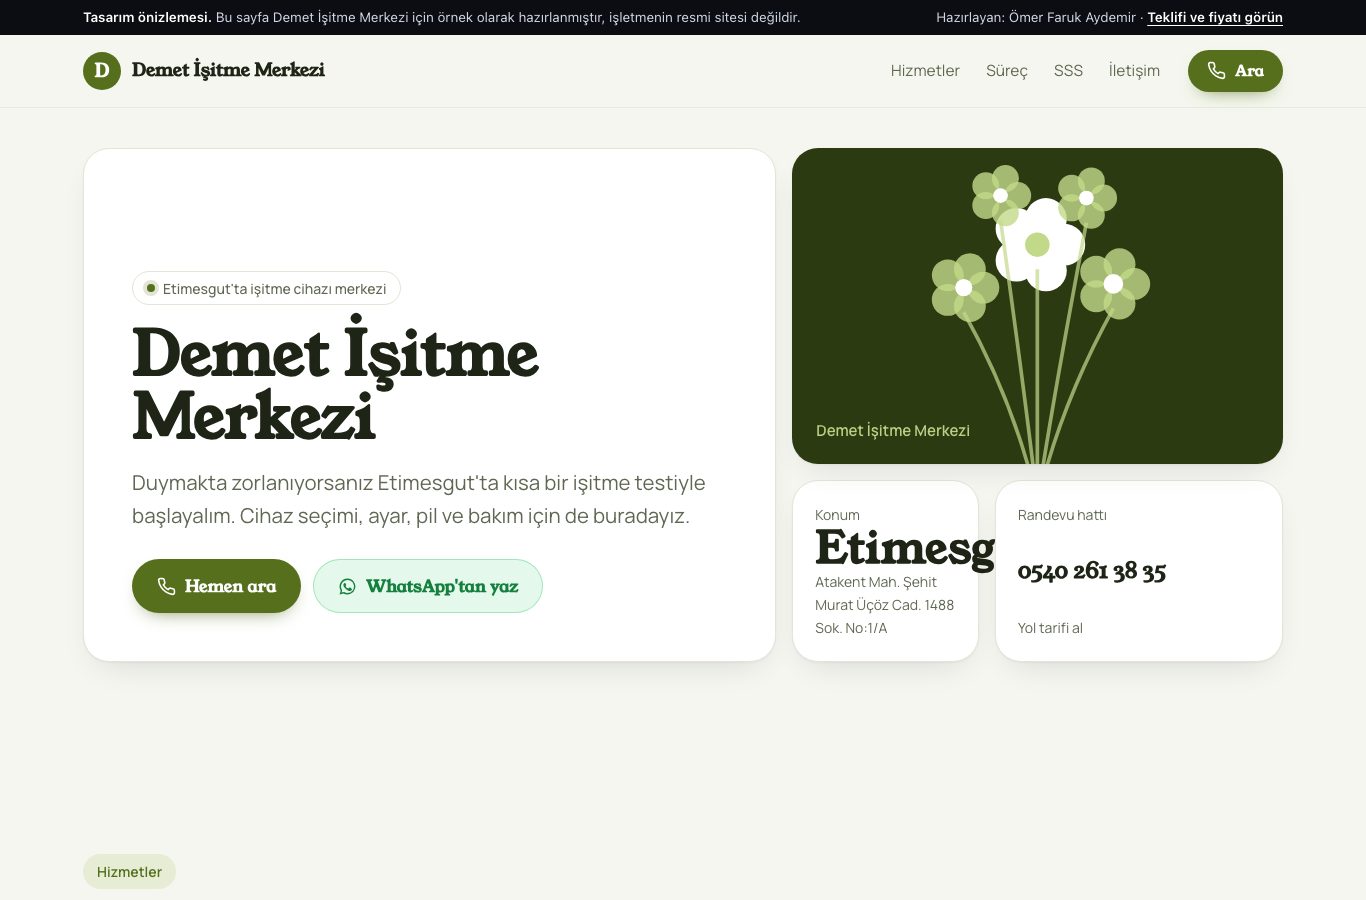 Tasarım önizlemesi. Bu sayfa Demet İşitme Merkezi için örnek olarak hazırlanmıştır, işletmenin resmi sitesi değildir.
Hazırlayan: Ömer Faruk Aydemir · Teklifi ve fiyatı görün
D Demet İşitme Merkezi
Hizmetler Süreç SSS İletişim Ara
Etimesgut'ta işitme cihazı merkezi
Demet İşitme
Merkezi
Duymakta zorlanıyorsanız Etimesgut'ta kısa bir işitme testiyle
başlayalım. Cihaz seçimi, ayar, pil ve bakım için de buradayız.
Hemen ara
WhatsApp'tan yaz
Demet İşitme Merkezi
Konum
Etimesg
Atakent Mah. Şehit
Murat Üçöz Cad. 1488
Sok. No:1/A
Randevu hattı
0540 261 38 35
Yol tarifi al
Hizmetler